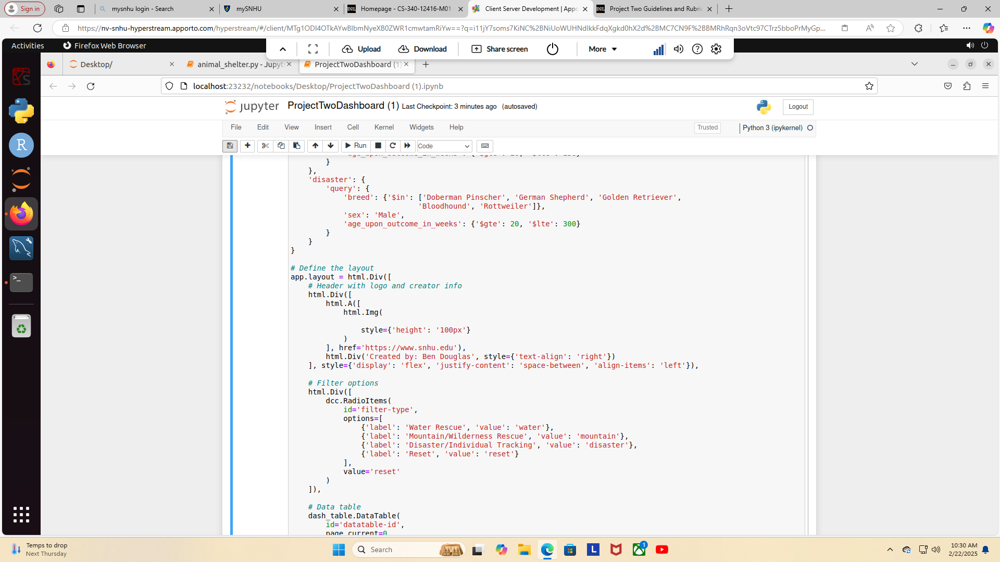 Sign in
mysnhu login - Search
mySNHU
Homepage - CS-340-12416-M01
Client Server Development | Appo
Project Two Guidelines and Rubric
https://nv-snhu-hyperstream.apporto.com/hyperstream/#/client/
Activities
Firefox Web Browser
Upload
Download
Share screen
More
Desktop/
animal_shelter.py - Jupyt
ProjectTwoDashboard (1)
localhost:23232/notebooks/Desktop/ProjectTwoDashboard (1).ipynb
jupyter
ProjectTwoDashboard (1) Last Checkpoint: 3 minutes ago (autosaved)
Logout
File Edit View Insert Cell Kernel Widgets Help
Trusted
Python 3 (ipykernel)
Run
Code
}
},
'disaster': {
'query': {
'breed': {'$in': ['Doberman Pinscher', 'German Shepherd', 'Golden Retriever',
'Bloodhound', 'Rottweiler']},
'sex': 'Male',
'age_upon_outcome_in_weeks': {'$gte': 20, '$lte': 300}
}
}
}
# Define the layout
app.layout = html.Div([
# Header with logo and creator info
html.Div([
html.A([
html.Img(
style={'height': '100px'}
)
], href='https://www.snhu.edu'),
html.Div('Created by: Ben Douglas', style={'text-align': 'right'})
], style={'display': 'flex', 'justify-content': 'space-between', 'align-items': 'left'}),
# Filter options
html.Div([
dcc.RadioItems(
id='filter-type',
options=[
{'label': 'Water Rescue', 'value': 'water'},
{'label': 'Mountain/Wilderness Rescue', 'value': 'mountain'},
{'label': 'Disaster/Individual Tracking', 'value': 'disaster'},
{'label': 'Reset', 'value': 'reset'}
],
value='reset'
)
]),
# Data table
dash_table.DataTable(
id='datatable-id',
page_current=0
Temps to drop
Next Thursday
Search
1
10:30 AM
2/22/2025